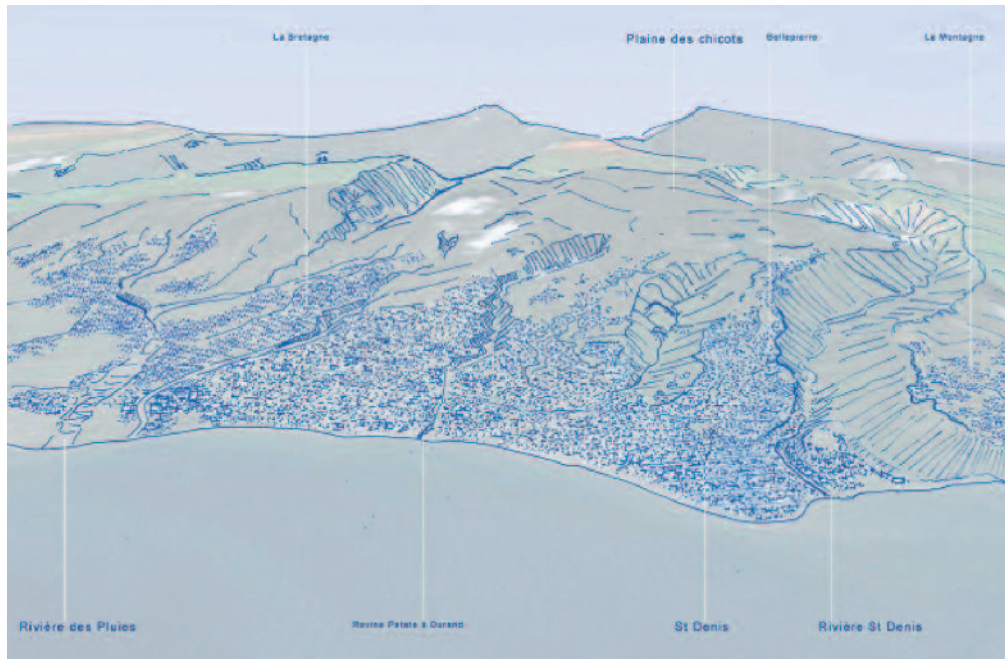 La Bretagne
Plaine des chicots
Bellepierre
La Montagne
Rivière des Pluies
Ravine Patate à Durand
St Denis
Rivière St Denis